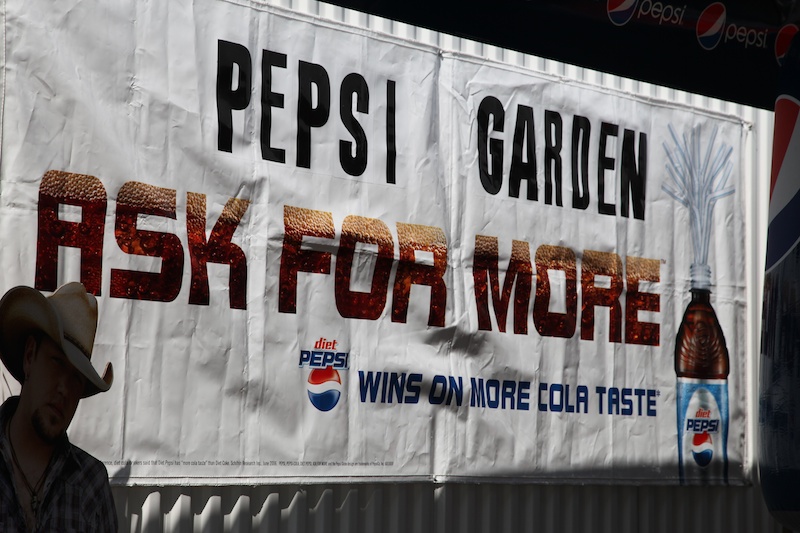 pepsi pepsi
PEPSI GARDEN
ASK FOR MORE
diet
PEPSI
WINS ON MORE COLA TASTE
diet
PEPSI